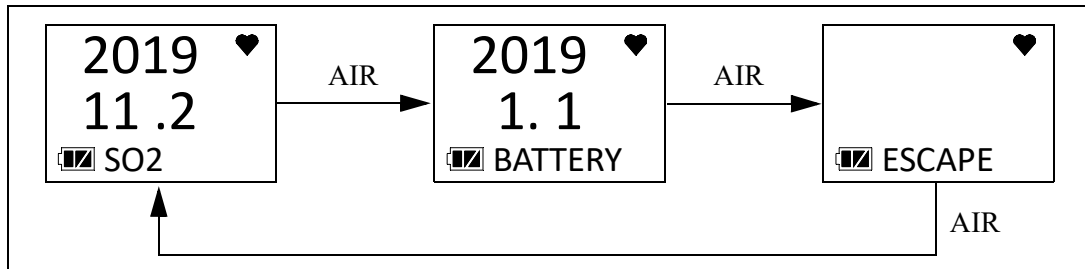 2019
11 .2
SO2
AIR
2019
1. 1
BATTERY
AIR
ESCAPE
AIR